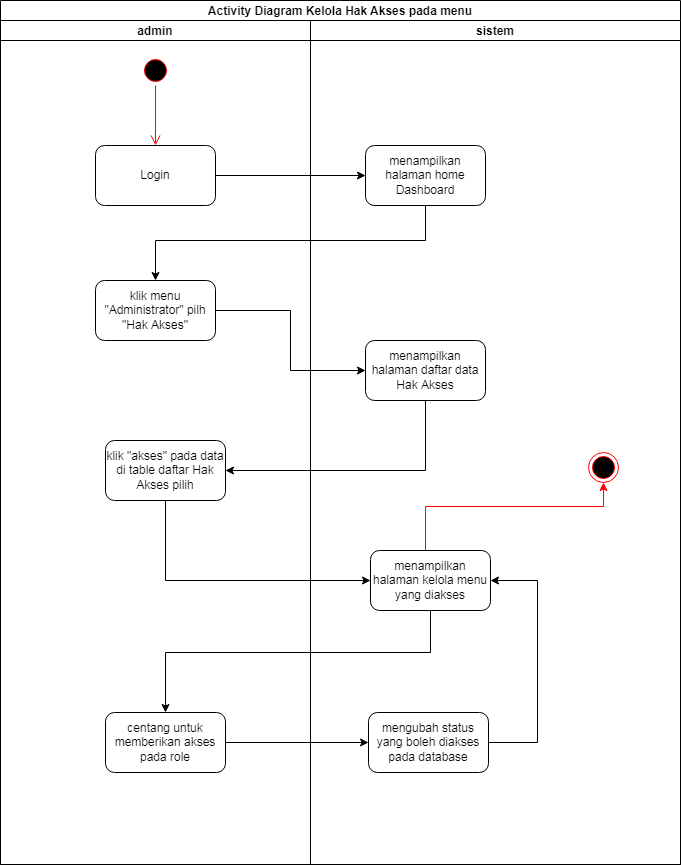 Activity Diagram Kelola Hak Akses pada menu
admin
sistem
Login
menampilkan
halaman home
Dashboard
klik menu
"Administrator" pilh
"Hak Akses"
menampilkan
halaman daftar data
Hak Akses
klik "akses" pada data
di table daftar Hak
Akses pilih
menampilkan
halaman kelola menu
yang diakses
centang untuk
memberikan akses
pada role
mengubah status
yang boleh diakses
pada database